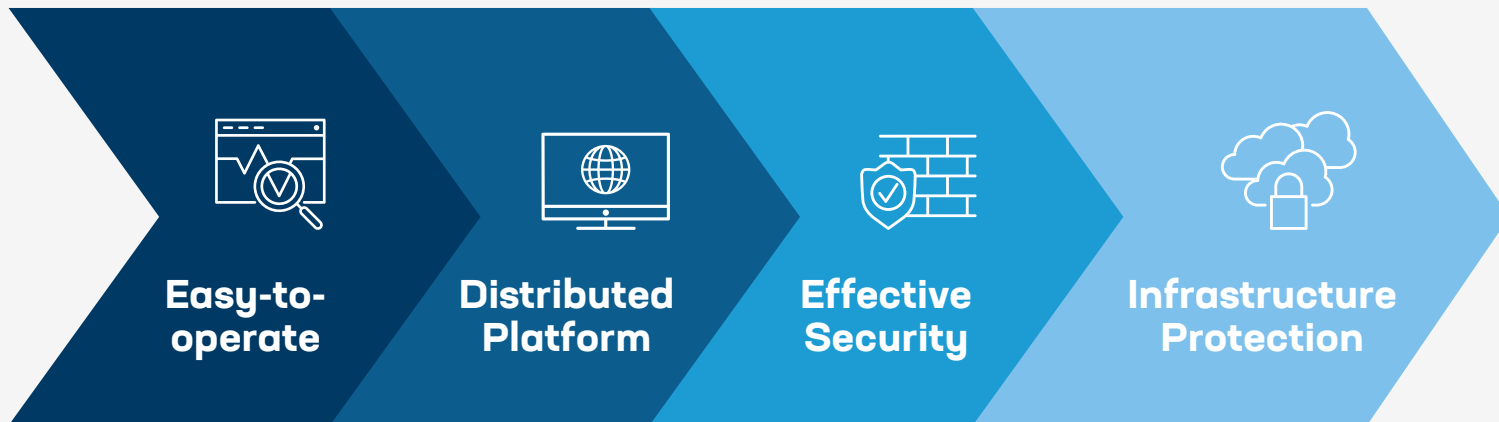 Easy-to-
operate
Distributed
Platform
Effective
Security
Infrastructure
Protection